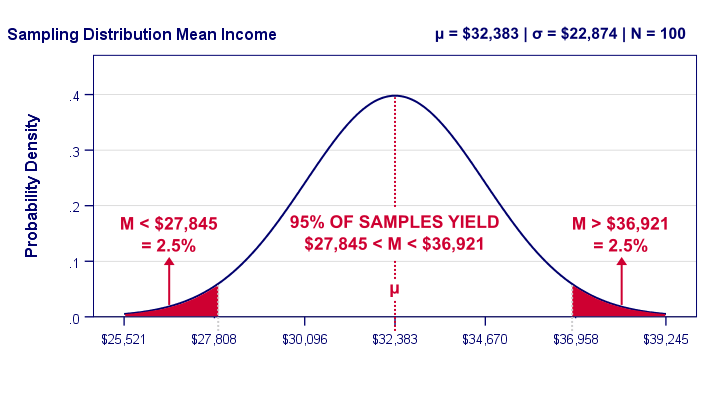 Sampling Distribution Mean Income
μ = $32,383 | σ = $22,874 | N = 100
Probability Density
.4
.3
.2
.1
.0
M < $27,845
= 2.5%
95% OF SAMPLES YIELD
$27,845 < M < $36,921
M > $36,921
= 2.5%
μ
$25,521 $27,808 $30,096 $32,383 $34,670 $36,958 $39,245